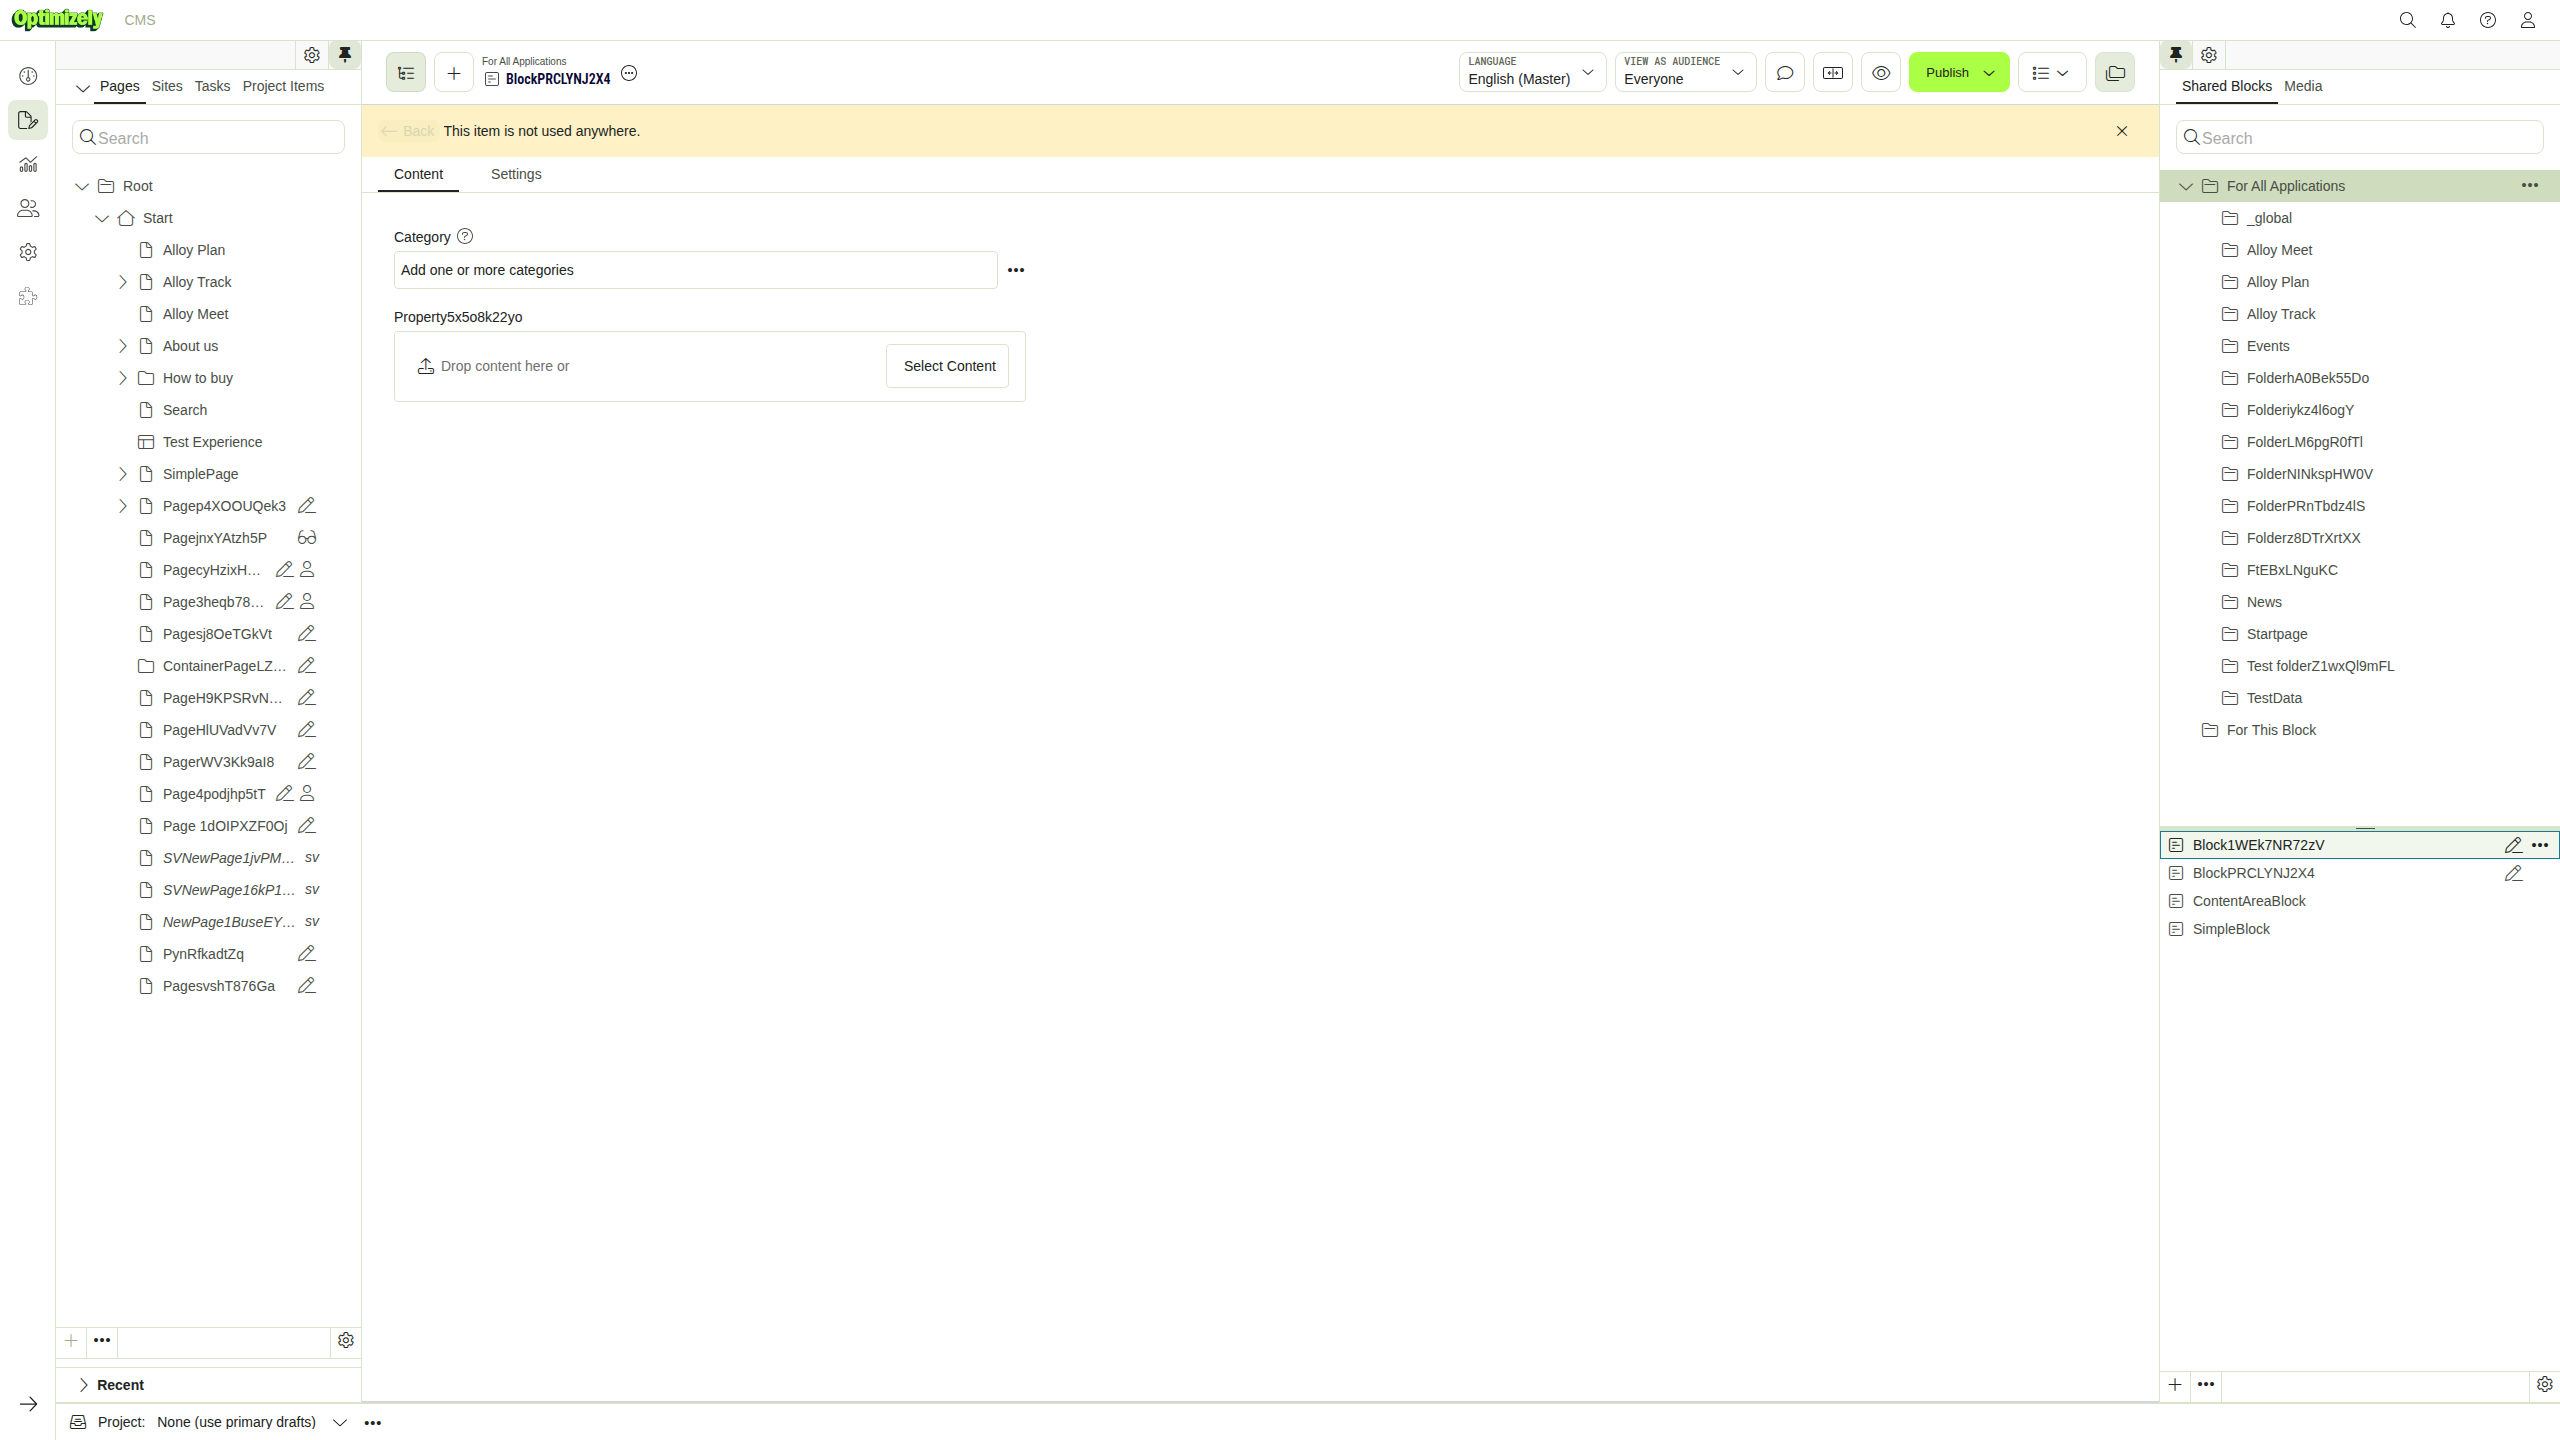 Optimizely CMS
Pages Sites Tasks Project Items
Search
Root
Start
Alloy Plan
Alloy Track
Alloy Meet
About us
How to buy
Search
Test Experience
SimplePage
Pagep4XOOUQek3
PagejnxYAtzh5P
PagecyHzixH...
Page3heqb78...
Pagesj8OeTGkVt
ContainerPageLZ...
PageH9KPSRvN...
PageHlUVadVv7V
PagerWV3Kk9aI8
Page4podjhp5tT
Page 1dOIPXZF0Oj
SVNewPage1jvPM... sv
SVNewPage16kP1... sv
NewPage1BuseEY... sv
PynRfkadtZq
PagesvshT876Ga
Recent
Project: None (use primary drafts)
For All Applications
BlockPRCLYNJ2X4
LANGUAGE
English (Master)
VIEW AS AUDIENCE
Everyone
Publish
Back This item is not used anywhere.
Content Settings
Category
Add one or more categories
Property5x5o8k22yo
Drop content here or Select Content
Shared Blocks Media
Search
For All Applications
_global
Alloy Meet
Alloy Plan
Alloy Track
Events
FolderhA0Bek55Do
Folderiykz4l6ogY
FolderLM6pgR0fTl
FolderNINkspHW0V
FolderPRnTbdz4lS
Folderz8DTrXrtXX
FtEBxLNguKC
News
Startpage
Test folderZ1wxQl9mFL
TestData
For This Block
Block1WEk7NR72zV
BlockPRCLYNJ2X4
ContentAreaBlock
SimpleBlock